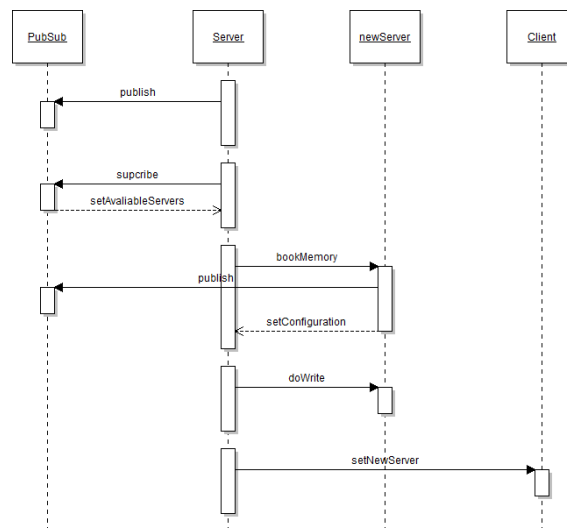 PubSub
Server
newServer
Client
publish
supcribe
setAvaliableServers
bookMemory
publish
setConfiguration
doWrite
setNewServer